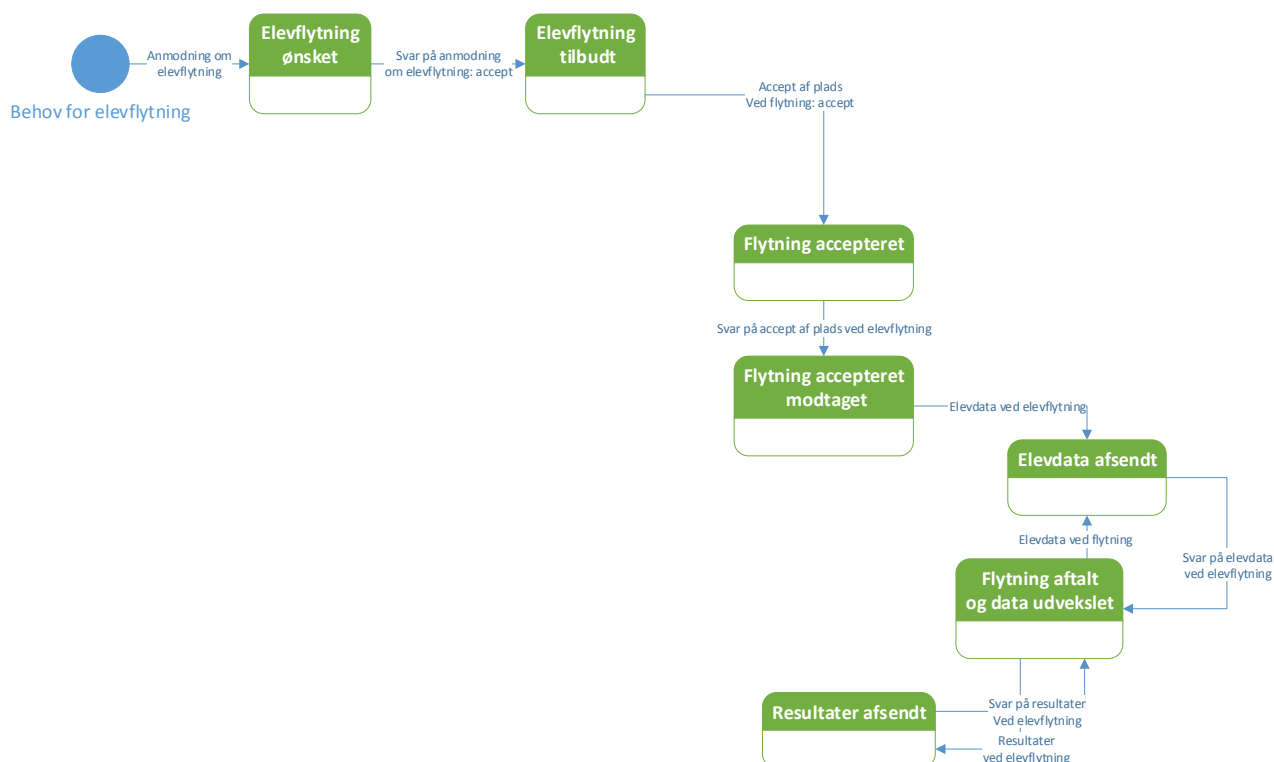 Elevflytning
ønsket
Elevflytning
tilbudt
Anmodning om
elevflytning
Svar på anmodning
om elevflytning: accept
Behov for elevflytning
Accept af plads
Ved flytning: accept
Flytning accepteret
Svar på accept af plads ved elevflytning
Flytning accepteret
modtaget
Elevdata ved elevflytning
Elevdata afsendt
Elevdata ved flytning
Svar på elevdata
ved elevflytning
Flytning aftalt
og data udvekslet
Resultater afsendt
Svar på resultater
Ved elevflytning
Resultater
ved elevflytning